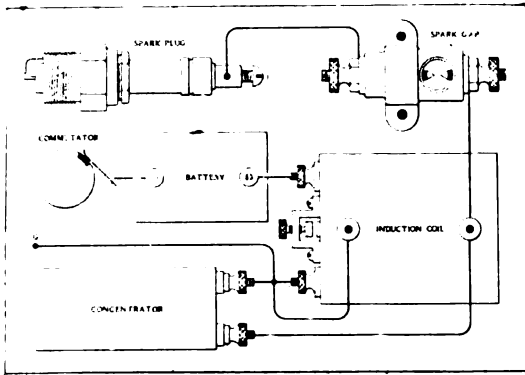 SPARK PLUG
SPARK GAP
COMMUTATOR
BATTERY
INDUCTION COIL
CONCENTRATOR